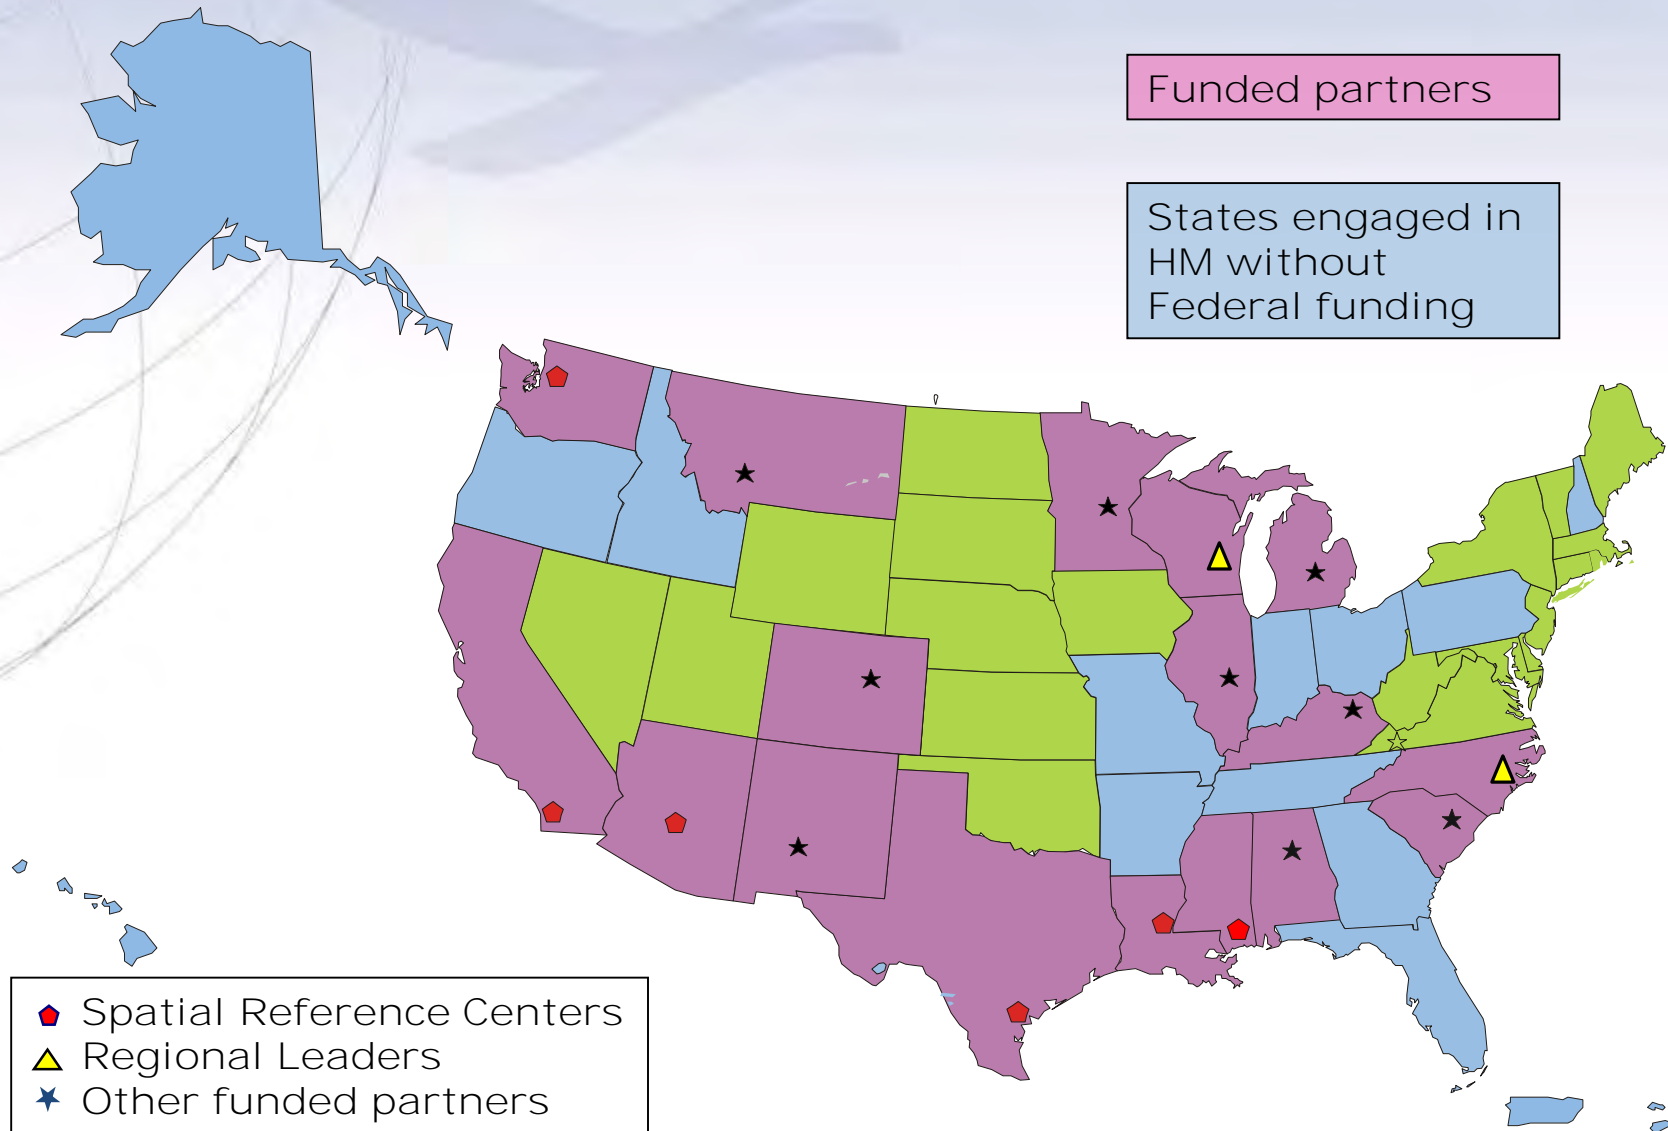 Funded partners
States engaged in
HM without
Federal funding
Spatial Reference Centers
Regional Leaders
Other funded partners